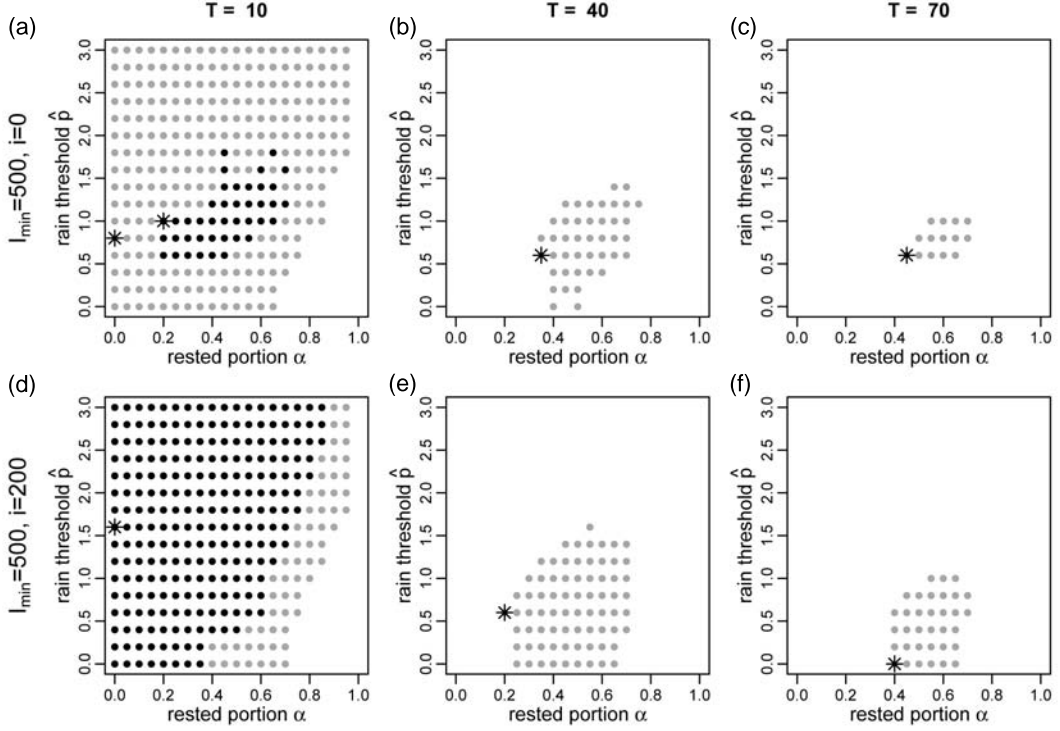 T = 10
T = 40
T = 70
(a)
(b)
(c)
I_min=500, i=0
rain threshold p̂
0.0 0.5 1.0 1.5 2.0 2.5 3.0
0.0 0.2 0.4 0.6 0.8 1.0
rested portion α
rain threshold p̂
0.0 0.5 1.0 1.5 2.0 2.5 3.0
0.0 0.2 0.4 0.6 0.8 1.0
rested portion α
rain threshold p̂
0.0 0.5 1.0 1.5 2.0 2.5 3.0
0.0 0.2 0.4 0.6 0.8 1.0
rested portion α
(d)
(e)
(f)
I_min=500, i=200
rain threshold p̂
0.0 0.5 1.0 1.5 2.0 2.5 3.0
0.0 0.2 0.4 0.6 0.8 1.0
rested portion α
rain threshold p̂
0.0 0.5 1.0 1.5 2.0 2.5 3.0
0.0 0.2 0.4 0.6 0.8 1.0
rested portion α
rain threshold p̂
0.0 0.5 1.0 1.5 2.0 2.5 3.0
0.0 0.2 0.4 0.6 0.8 1.0
rested portion α